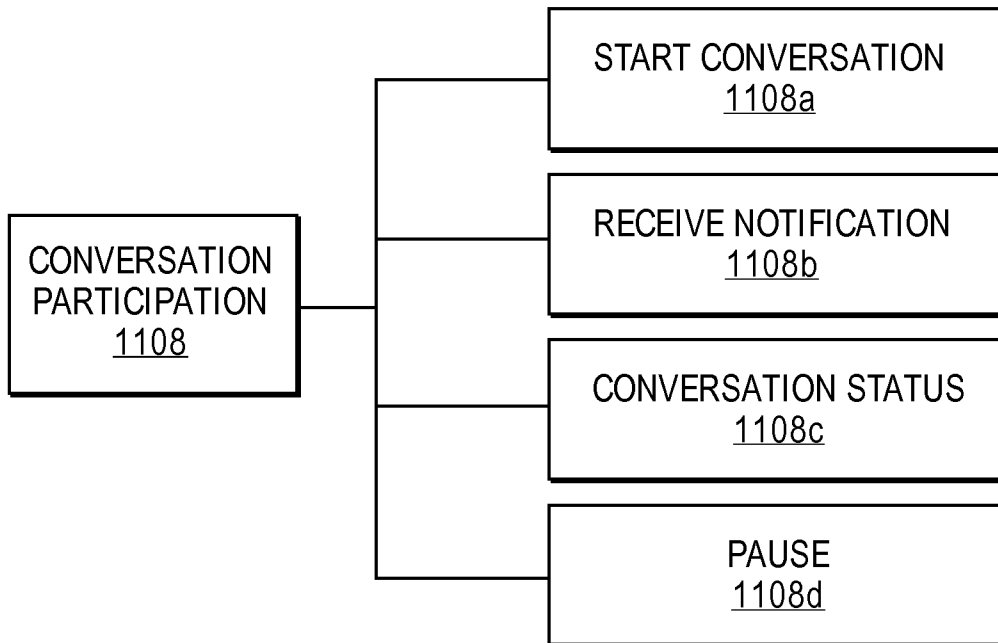 CONVERSATION
PARTICIPATION
1108
START CONVERSATION
1108a
RECEIVE NOTIFICATION
1108b
CONVERSATION STATUS
1108c
PAUSE
1108d